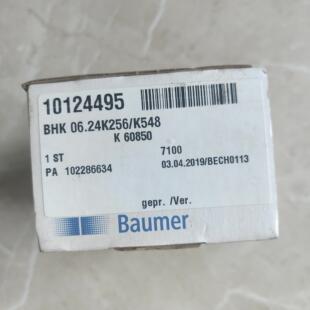 10124495
BHK 06.24K256/K548
K 60850
1 ST 7100
PA 102286634 03.04.2019/BECH0113
gepr. /Ver.
Baumer